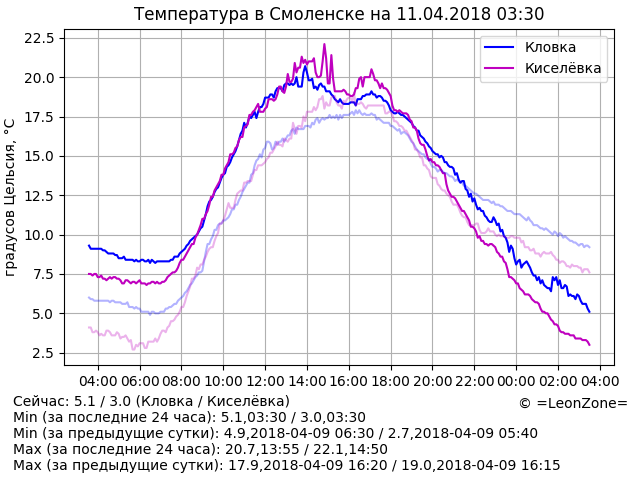 Температура в Смоленске на 11.04.2018 03:30
градусов Цельсия, °C
22.5
20.0
17.5
15.0
12.5
10.0
7.5
5.0
2.5
Кловка
Киселёвка
04:00 06:00 08:00 10:00 12:00 14:00 16:00 18:00 20:00 22:00 00:00 02:00 04:00
Сейчас: 5.1 / 3.0 (Кловка / Киселёвка)
© =LeonZone=
Min (за последние 24 часа): 5.1,03:30 / 3.0,03:30
Min (за предыдущие сутки): 4.9,2018-04-09 06:30 / 2.7,2018-04-09 05:40
Max (за последние 24 часа): 20.7,13:55 / 22.1,14:50
Max (за предыдущие сутки): 17.9,2018-04-09 16:20 / 19.0,2018-04-09 16:15